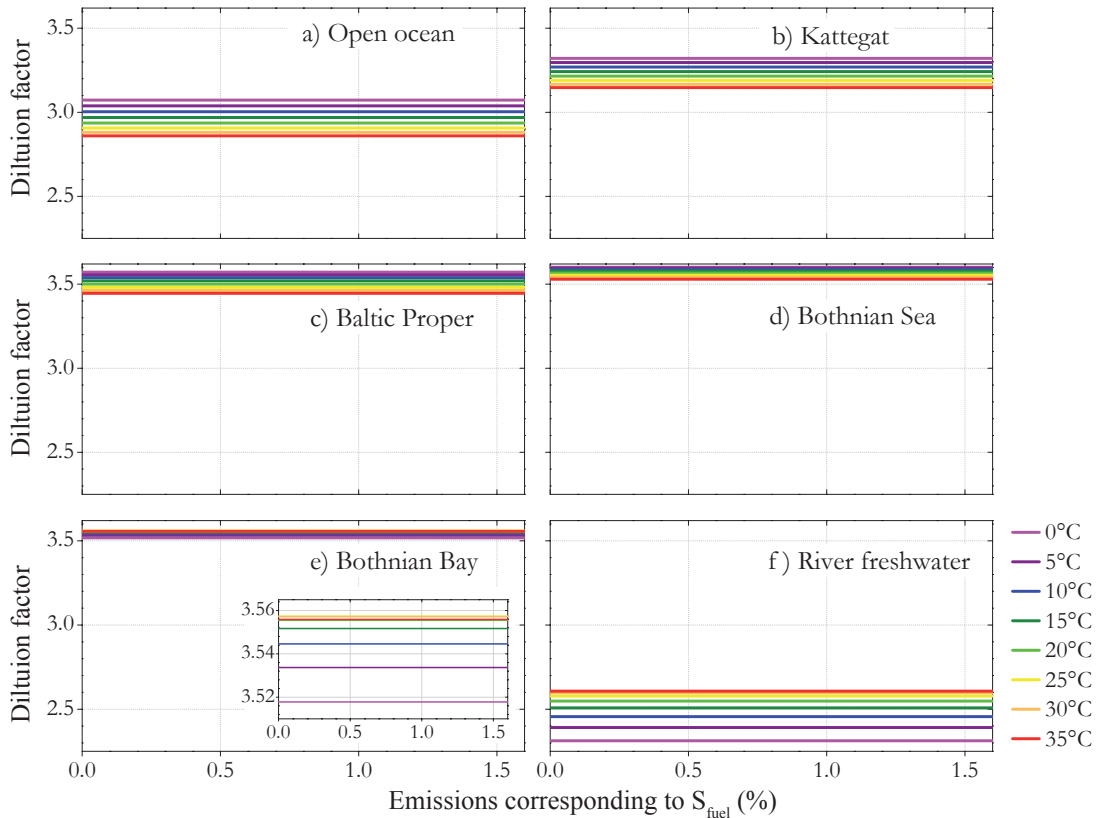 3.5
3.0
2.5
Diltuion factor
a) Open ocean
b) Kattegat
3.5
3.0
2.5
Diltuion factor
c) Baltic Proper
d) Bothnian Sea
3.5
3.0
2.5
Diltuion factor
e) Bothnian Bay
3.56
3.54
3.52
0.0 0.5 1.0 1.5
f ) River freshwater
0°C
5°C
10°C
15°C
20°C
25°C
30°C
35°C
0.0 0.5 1.0 1.5 0.0 0.5 1.0 1.5
Emissions corresponding to Sfuel (%)